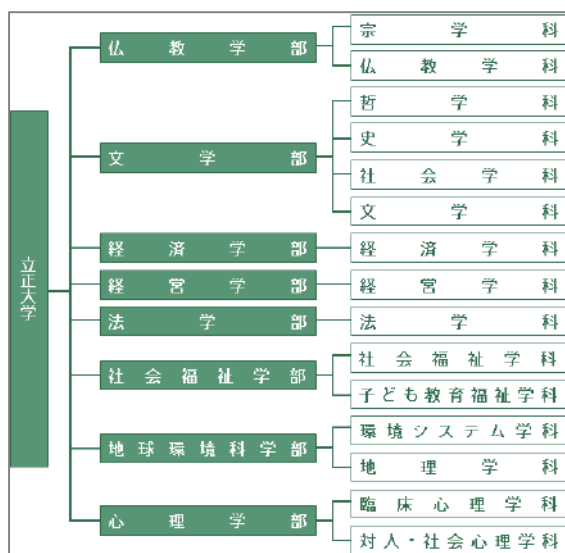 立正大学
仏教学部
宗学科
仏教学科
文学部
哲学科
史学科
社会学科
文学科
経済学部
経済学科
経営学部
経営学科
法学部
法学科
社会福祉学部
社会福祉学科
子ども教育福祉学科
地球環境科学部
環境システム学科
地理学科
心理学部
臨床心理学科
対人・社会心理学科